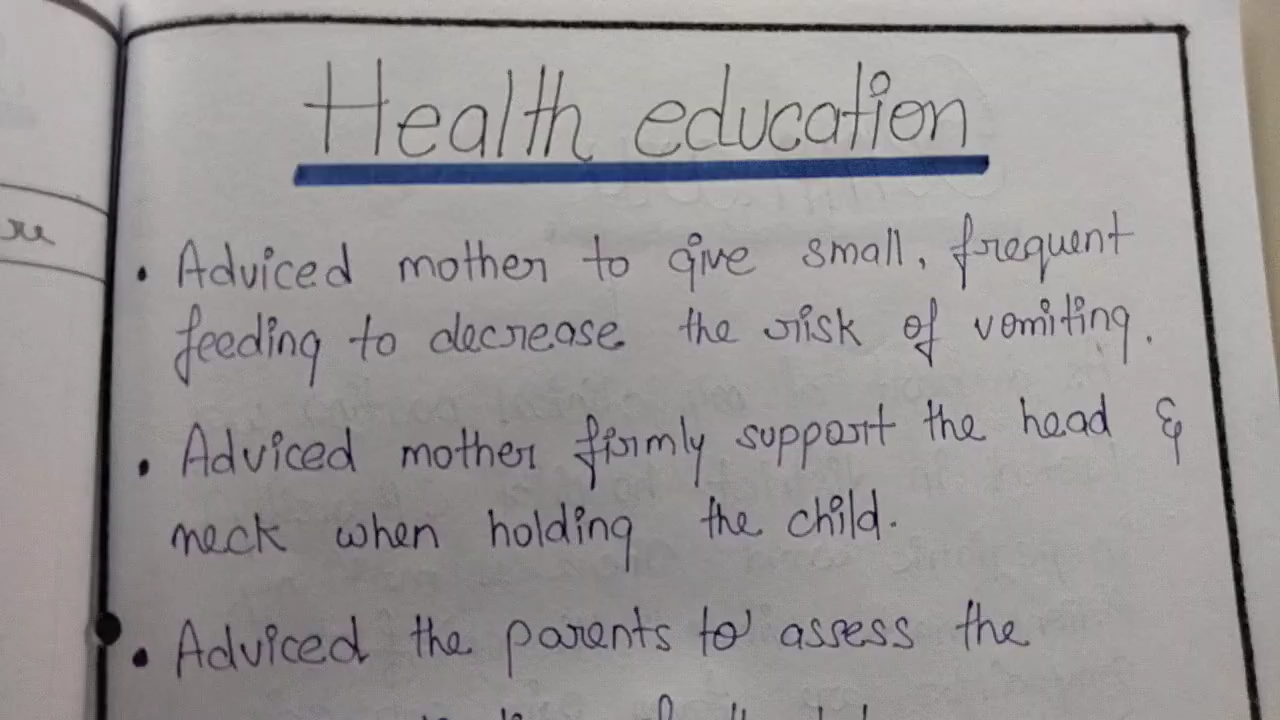 Health education
• Adviced mother to give small, frequent
feeding to decrease the risk of vomiting.
• Adviced mother firmly support the head &
neck when holding the child.
• Adviced the parents to assess the